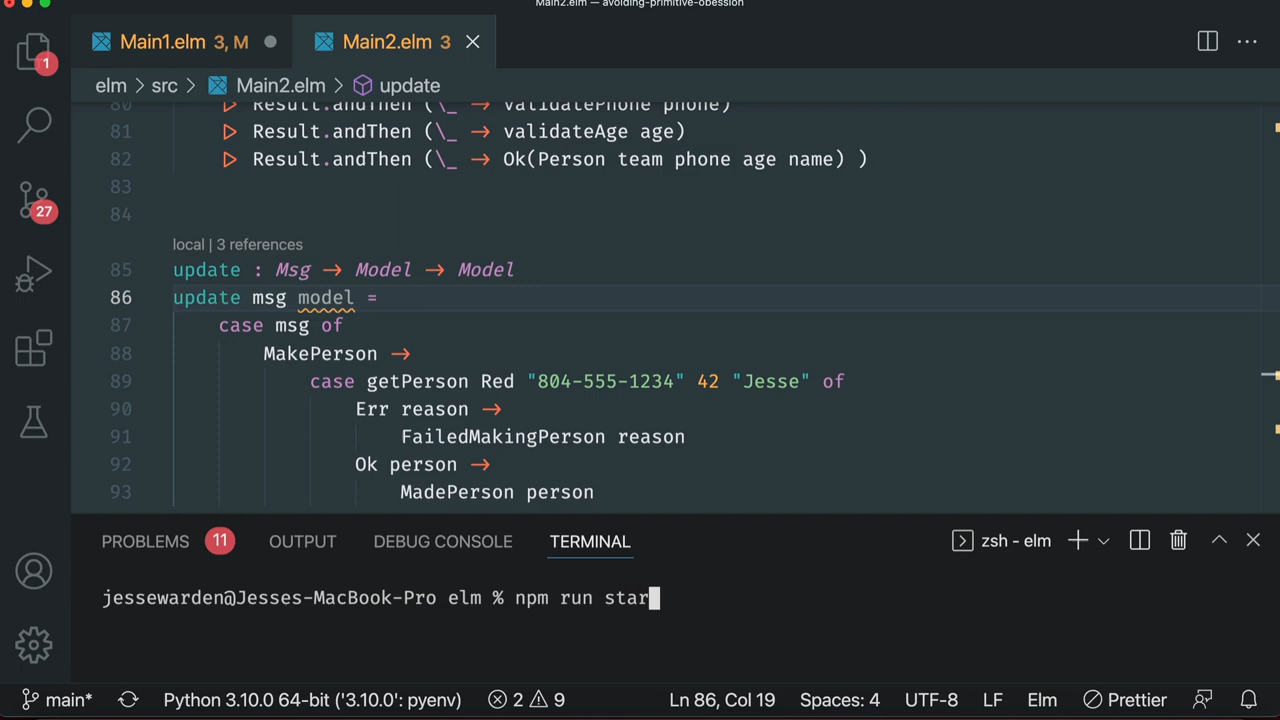 Main2.elm — avoiding-primitive-obession
Main1.elm 3, M
Main2.elm 3
elm > src > Main2.elm > update
80 ▷ Result.andThen (\_ → validatePhone phone)
81 ▷ Result.andThen (\_ → validateAge age)
82 ▷ Result.andThen (\_ → Ok(Person team phone age name) )
83
84
local | 3 references
85 update : Msg → Model → Model
86 update msg model =
87 case msg of
88 MakePerson →
89 case getPerson Red "804-555-1234" 42 "Jesse" of
90 Err reason →
91 FailedMakingPerson reason
92 Ok person →
93 MadePerson person
1
27
PROBLEMS 11 OUTPUT DEBUG CONSOLE TERMINAL zsh - elm
jessewarden@Jesses-MacBook-Pro elm % npm run star
main* Python 3.10.0 64-bit ('3.10.0': pyenv) 2 9 Ln 86, Col 19 Spaces: 4 UTF-8 LF Elm Prettier